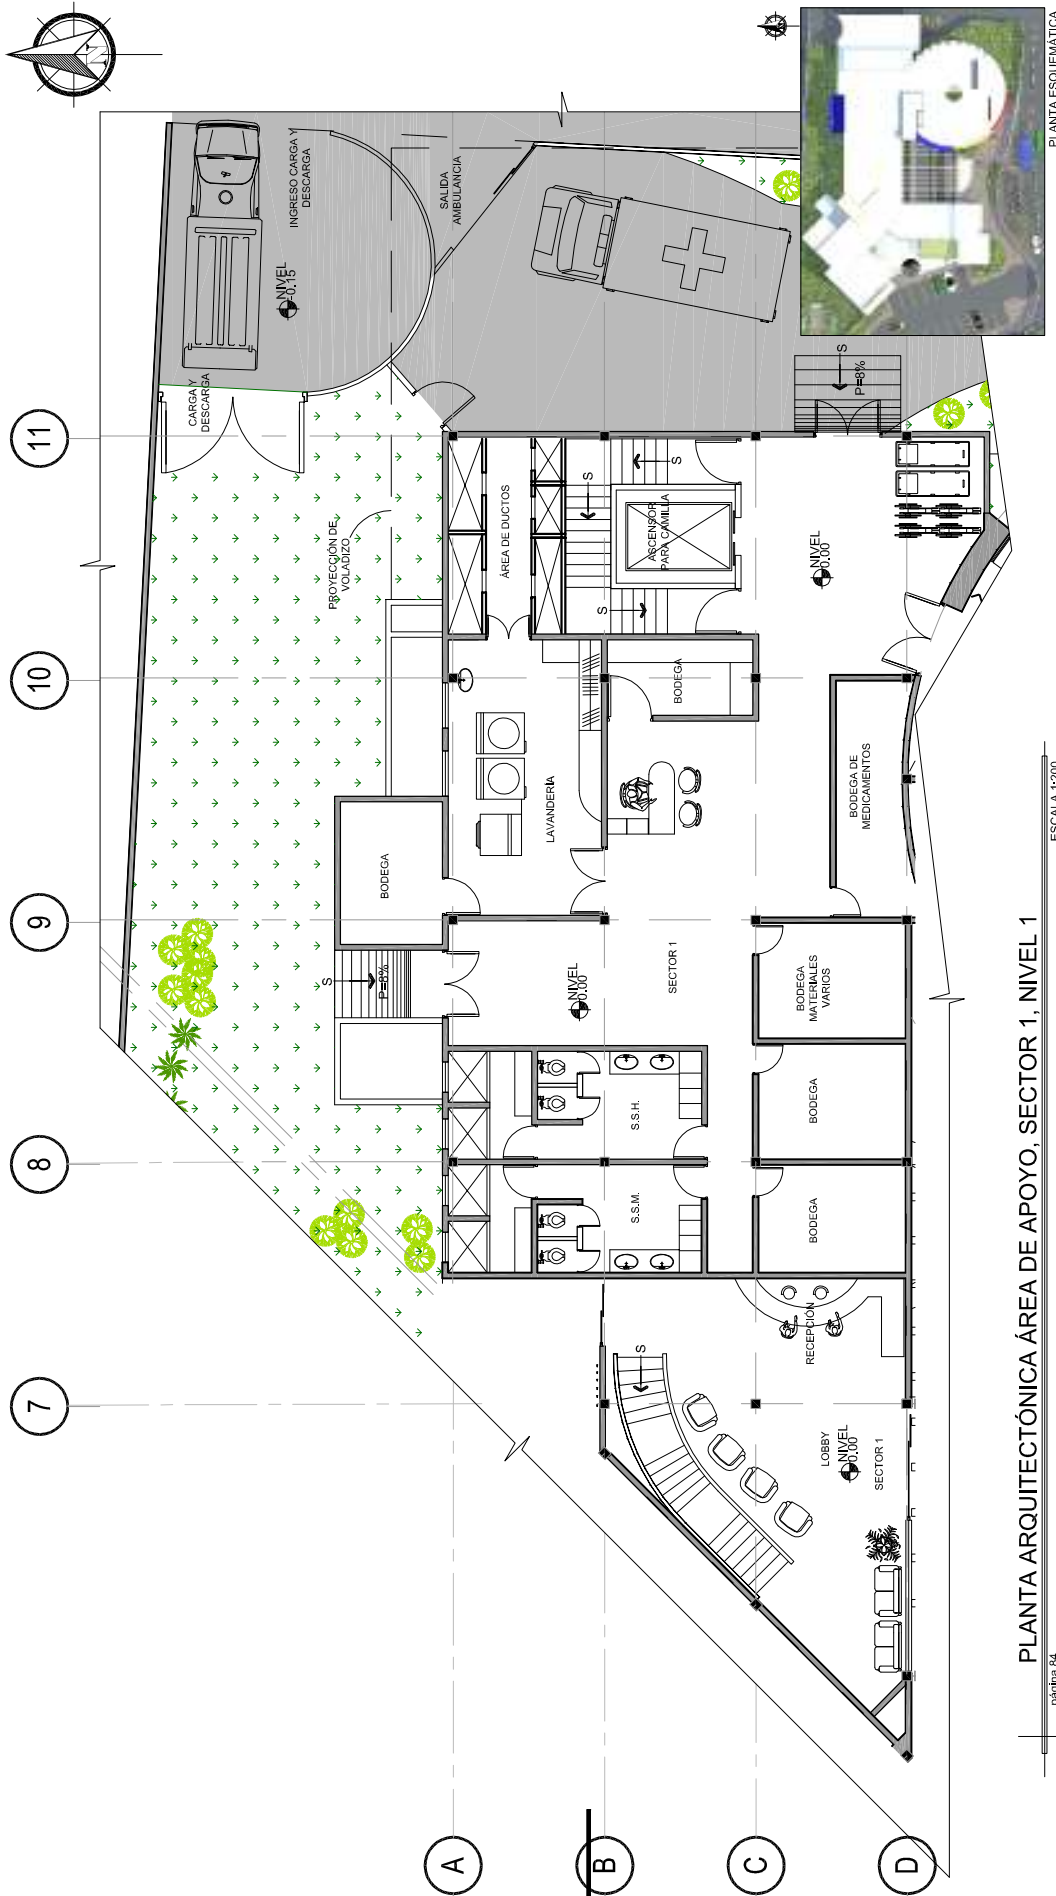 N
INGRESO CARGA Y
DESCARGA
SALIDA
AMBULANCIA
NIVEL
-0.15
CARGA Y
DESCARGA
PLANTA ESQUEMÁTICA
S
P=8%
11
PROYECCIÓN DE
VOLADIZO
ÁREA DE DUCTOS
S
S
S
ASCENSOR
PARA CAMILLA
NIVEL
0.00
10
BODEGA
LAVANDERÍA
BODEGA DE
MEDICAMENTOS
BODEGA
9
S
P=8%
NIVEL
0.00
SECTOR 1
BODEGA
MATERIALES
VARIOS
S.S.H.
BODEGA
8
S.S.M.
BODEGA
RECEPCIÓN
S
7
LOBBY
NIVEL
0.00
SECTOR 1
A
B
C
D
PLANTA ARQUITECTÓNICA ÁREA DE APOYO, SECTOR 1, NIVEL 1
ESCALA 1:200
página 84